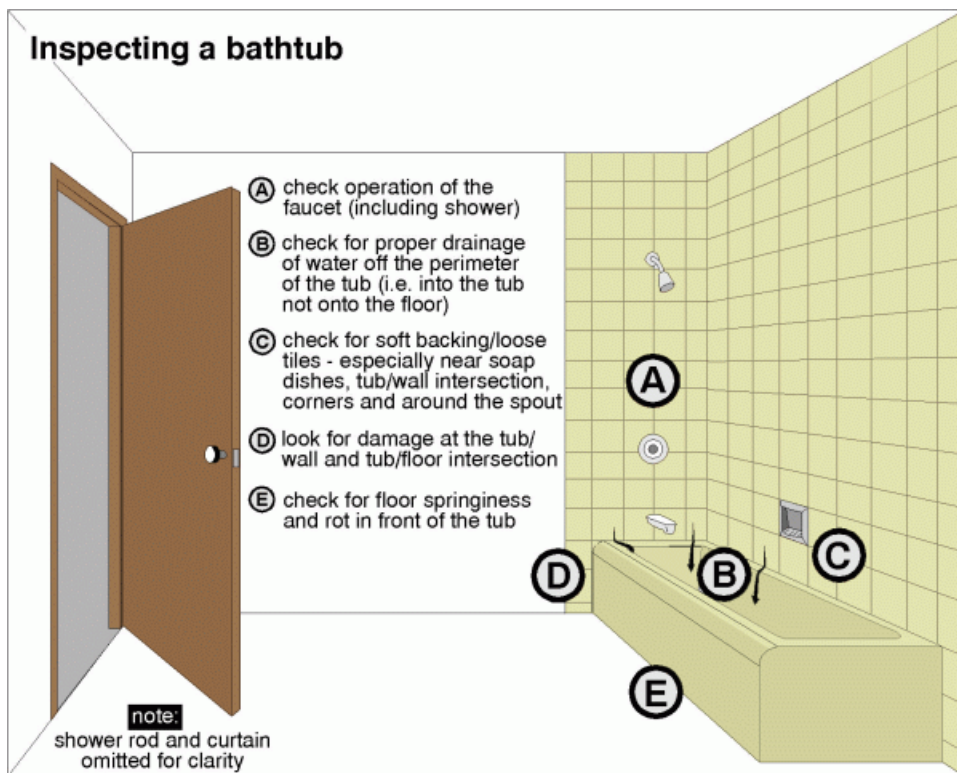 Inspecting a bathtub
A check operation of the
faucet (including shower)
B check for proper drainage
of water off the perimeter
of the tub (i.e. into the tub
not onto the floor)
C check for soft backing/loose
tiles - especially near soap
dishes, tub/wall intersection,
corners and around the spout
D look for damage at the tub/
wall and tub/floor intersection
E check for floor springiness
and rot in front of the tub
A
B
C
D
E
note:
shower rod and curtain
omitted for clarity